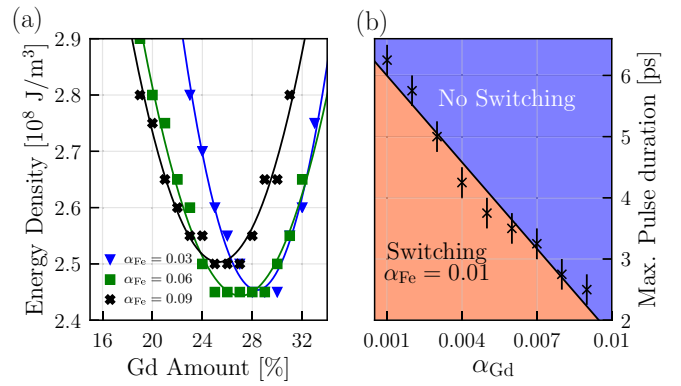 (a)
(b)
Energy Density [10⁸ J/m³]
2.9
2.8
2.7
2.6
2.5
2.4
α_Fe = 0.03
α_Fe = 0.06
α_Fe = 0.09
16 20 24 28 32
Gd Amount [%]
No Switching
Switching
α_Fe = 0.01
6
5
4
3
2
Max. Pulse duration [ps]
0.001 0.004 0.007 0.01
α_Gd